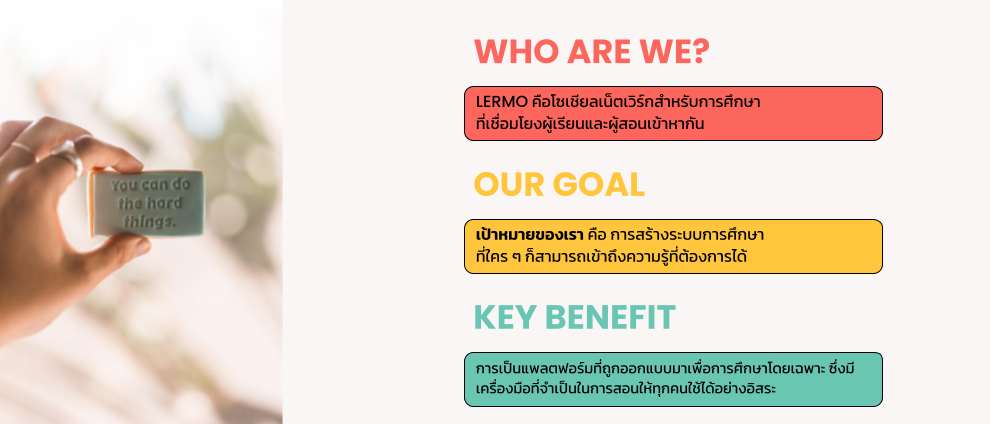 You can do
the hard
things.
WHO ARE WE?
LERMO คือโซเชียลเน็ตเวิร์กสำหรับการศึกษา
ที่เชื่อมโยงผู้เรียนและผู้สอนเข้าหากัน
OUR GOAL
เป้าหมายของเรา คือ การสร้างระบบการศึกษา
ที่ใคร ๆ ก็สามารถเข้าถึงความรู้ที่ต้องการได้
KEY BENEFIT
การเป็นแพลตฟอร์มที่ถูกออกแบบมาเพื่อการศึกษาโดยเฉพาะ ซึ่งมี
เครื่องมือที่จำเป็นในการสอนให้ทุกคนใช้ได้อย่างอิสระ